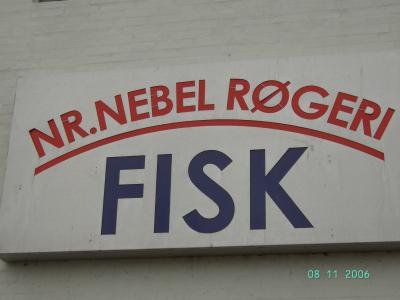 NR.NEBEL RØGERI
FISK
08 11 2006